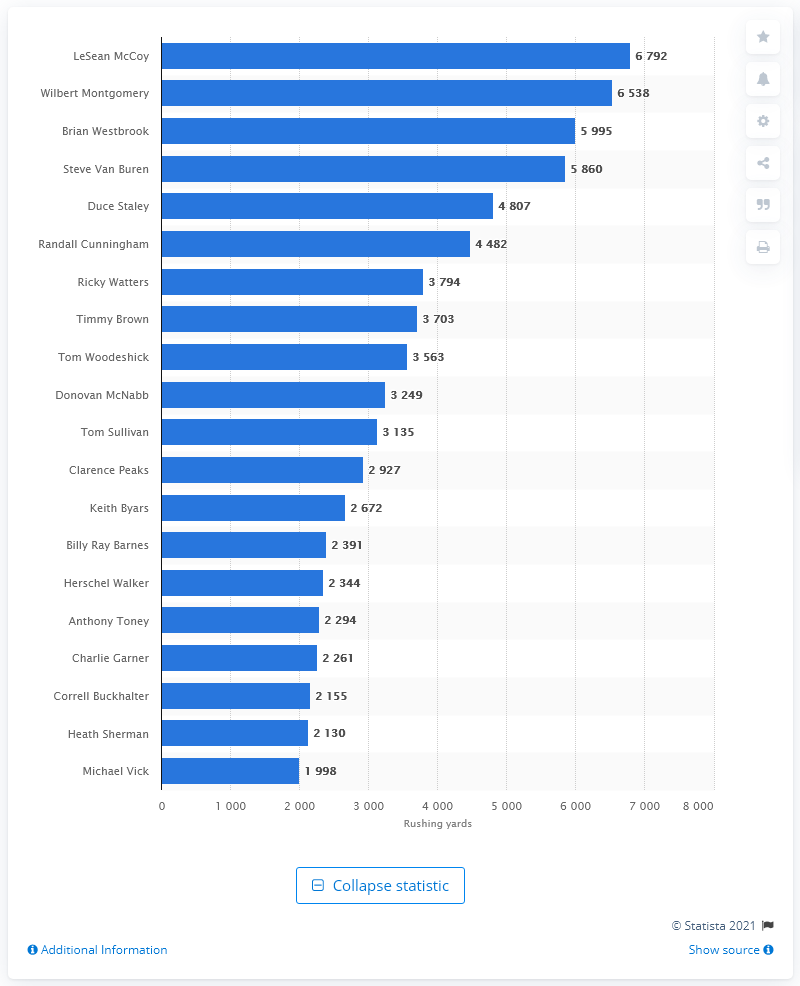 LeSean McCoy 6 792
Wilbert Montgomery 6 538
Brian Westbrook 5 995
Steve Van Buren 5 860
Duce Staley 4 807
Randall Cunningham 4 482
Ricky Watters 3 794
Timmy Brown 3 703
Tom Woodeshick 3 563
Donovan McNabb 3 249
Tom Sullivan 3 135
Clarence Peaks 2 927
Keith Byars 2 672
Billy Ray Barnes 2 391
Herschel Walker 2 344
Anthony Toney 2 294
Charlie Garner 2 261
Correll Buckhalter 2 155
Heath Sherman 2 130
Michael Vick 1 998
0 1 000 2 000 3 000 4 000 5 000 6 000 7 000 8 000
Rushing yards
Collapse statistic
© Statista 2021
Additional Information Show source